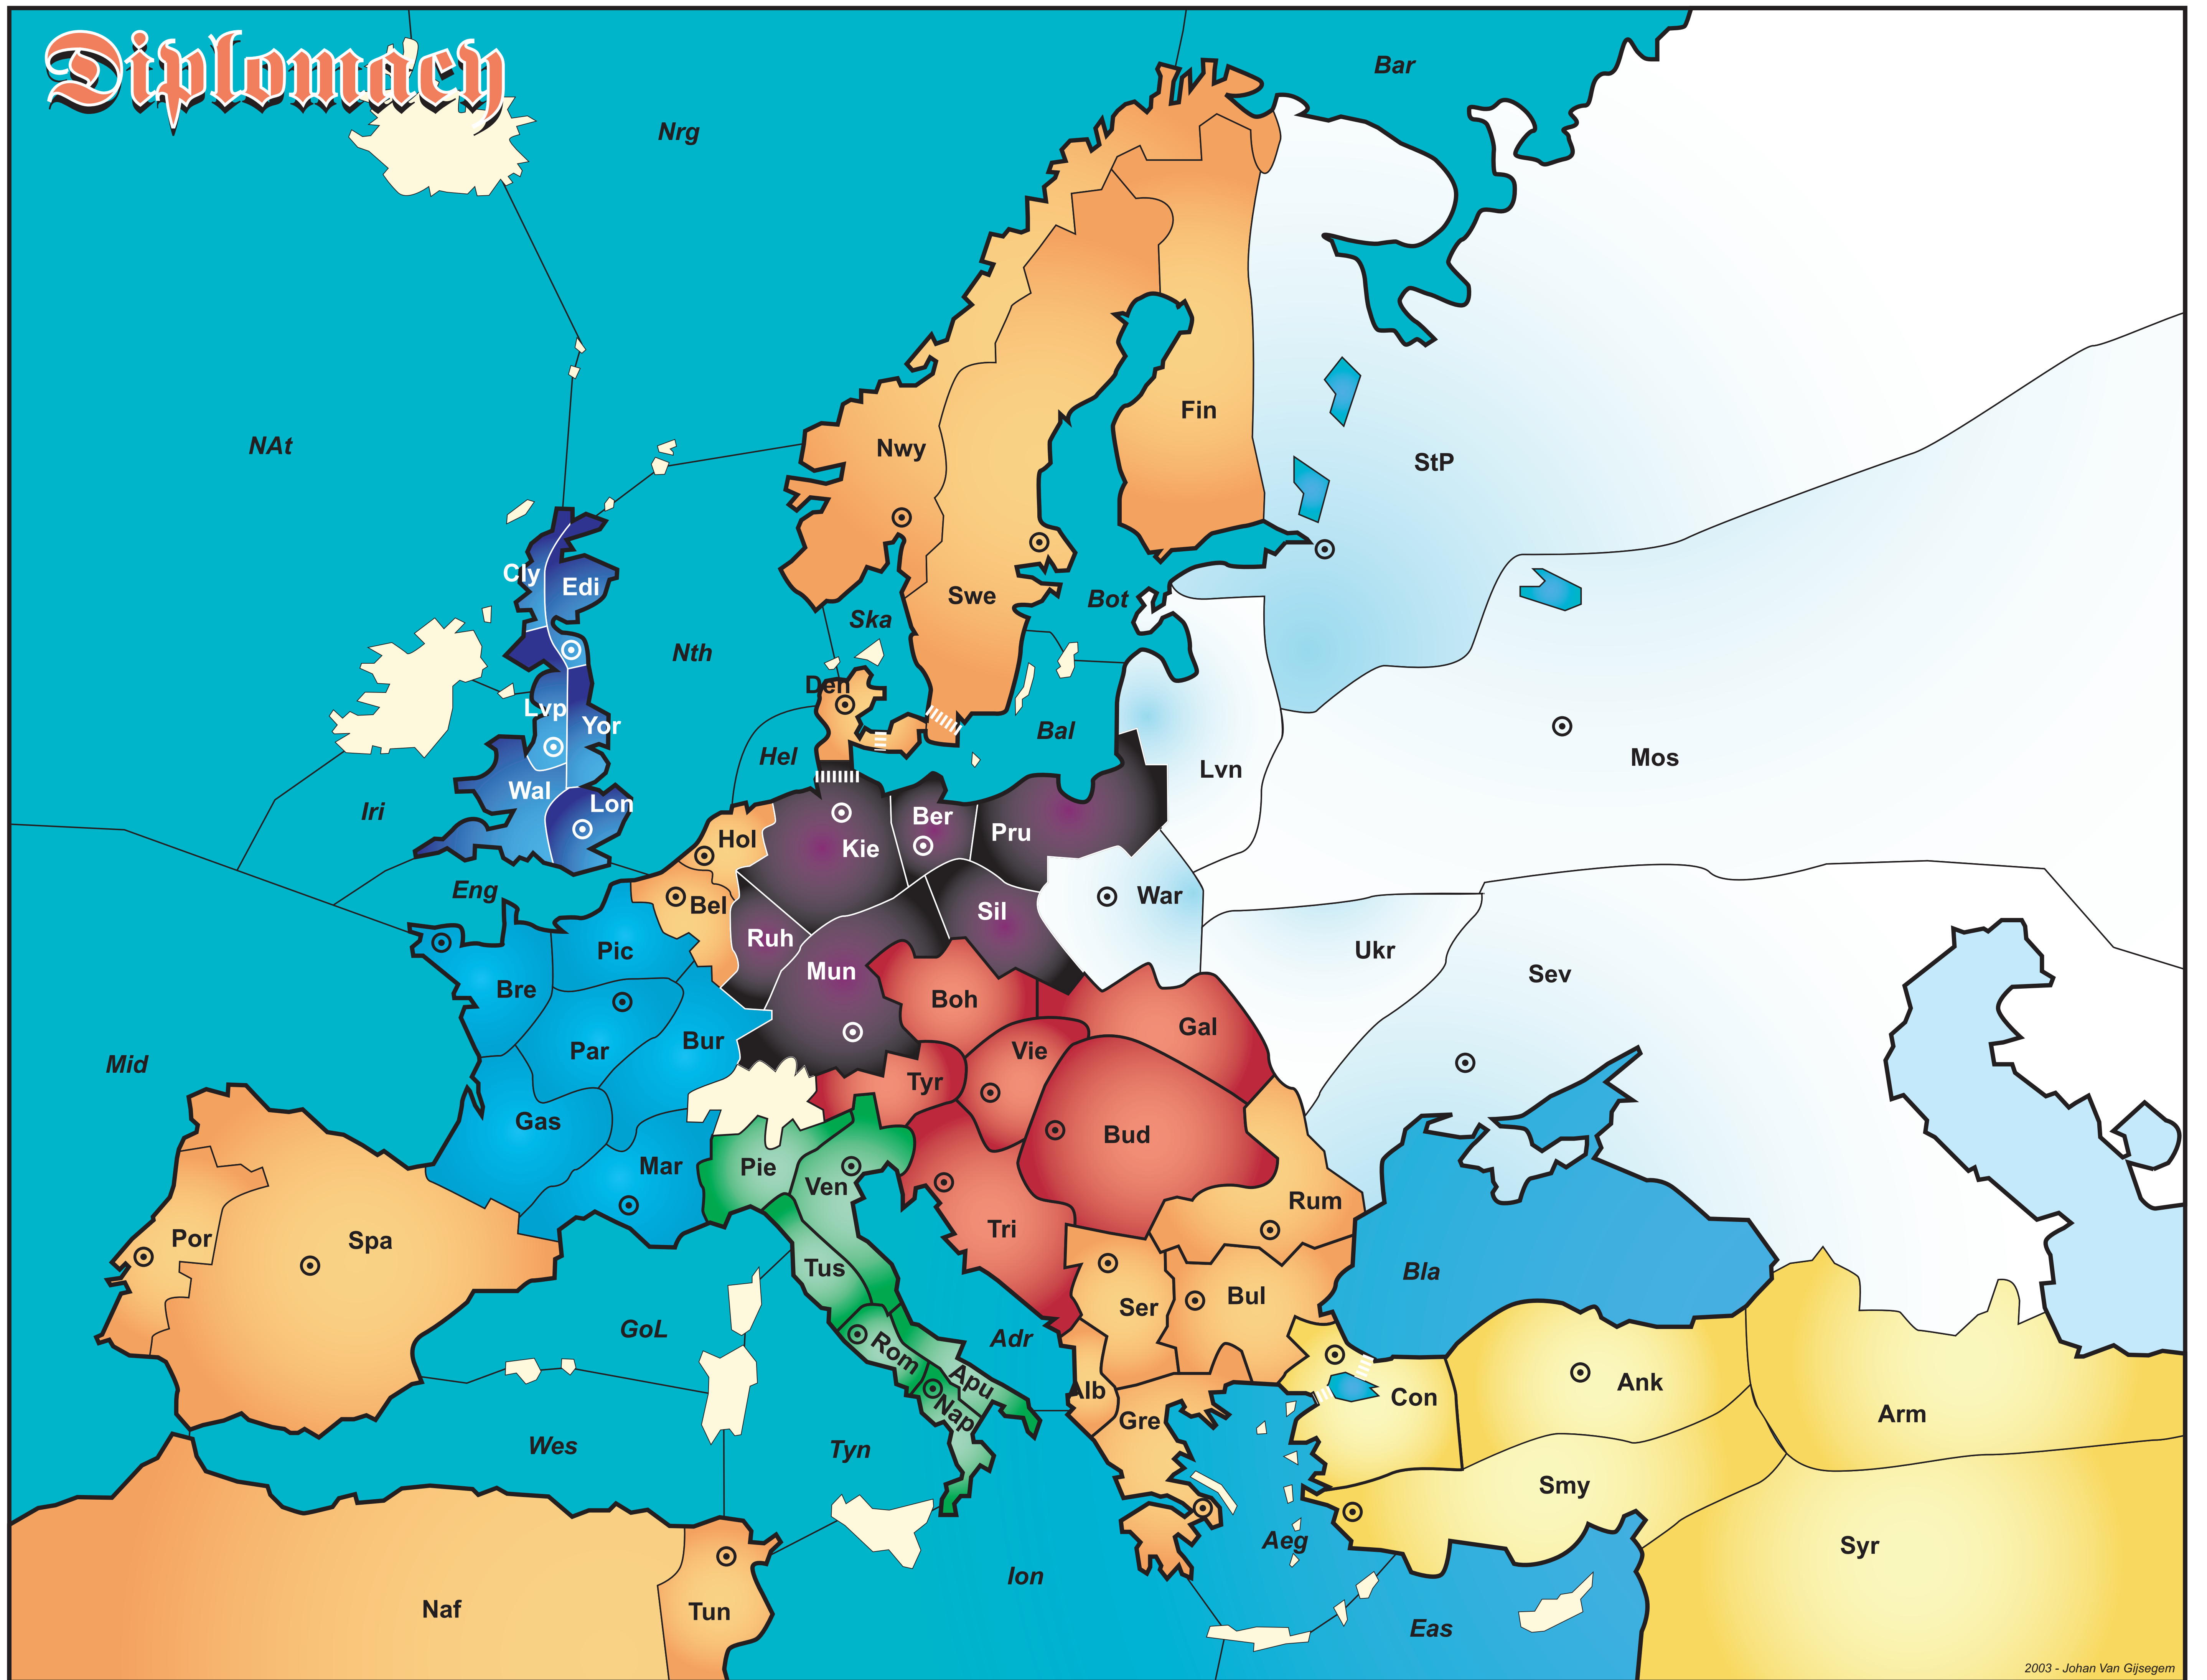 Diplomacy
Bar
Nrg
NAt
Nwy
Fin
StP
Cly
Edi
Swe
Bot
Ska
Nth
Den
Lvp
Yor
Bal
Hel
Mos
Lvn
Wal
Lon
Iri
Hol
Kie
Ber
Pru
Eng
Bel
War
Sil
Ruh
Pic
Mun
Ukr
Sev
Bre
Boh
Gal
Par
Bur
Vie
Mid
Tyr
Gas
Bud
Mar
Pie
Ven
Rum
Por
Spa
Tri
Tus
Bla
Ser
Bul
GoL
Adr
Rom
Apu
Nap
Alb
Gre
Con
Ank
Arm
Wes
Tyn
Smy
Aeg
Syr
Ion
Naf
Tun
Eas
2003 - Johan Van Gijsegem